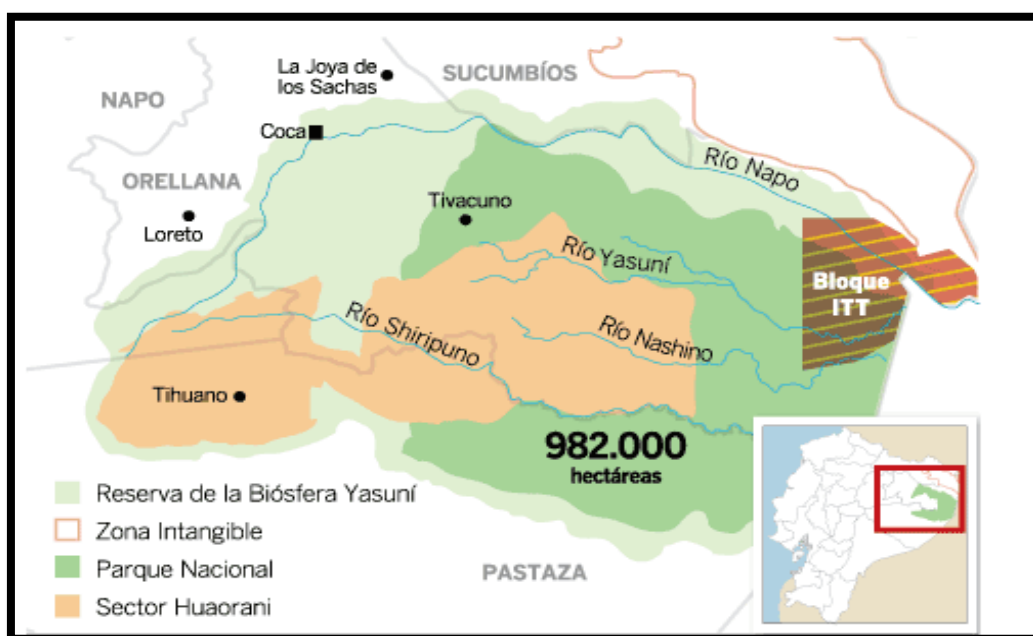 La Joya de
los Sachas
SUCUMBÍOS
NAPO
Coca
ORELLANA
Loreto
Tivacuno
Río Napo
Río Yasuní
Bloque
ITT
Río Shiripuno
Río Nashino
Tihuano
982.000
hectáreas
Reserva de la Biósfera Yasuní
Zona Intangible
Parque Nacional
Sector Huaorani
PASTAZA